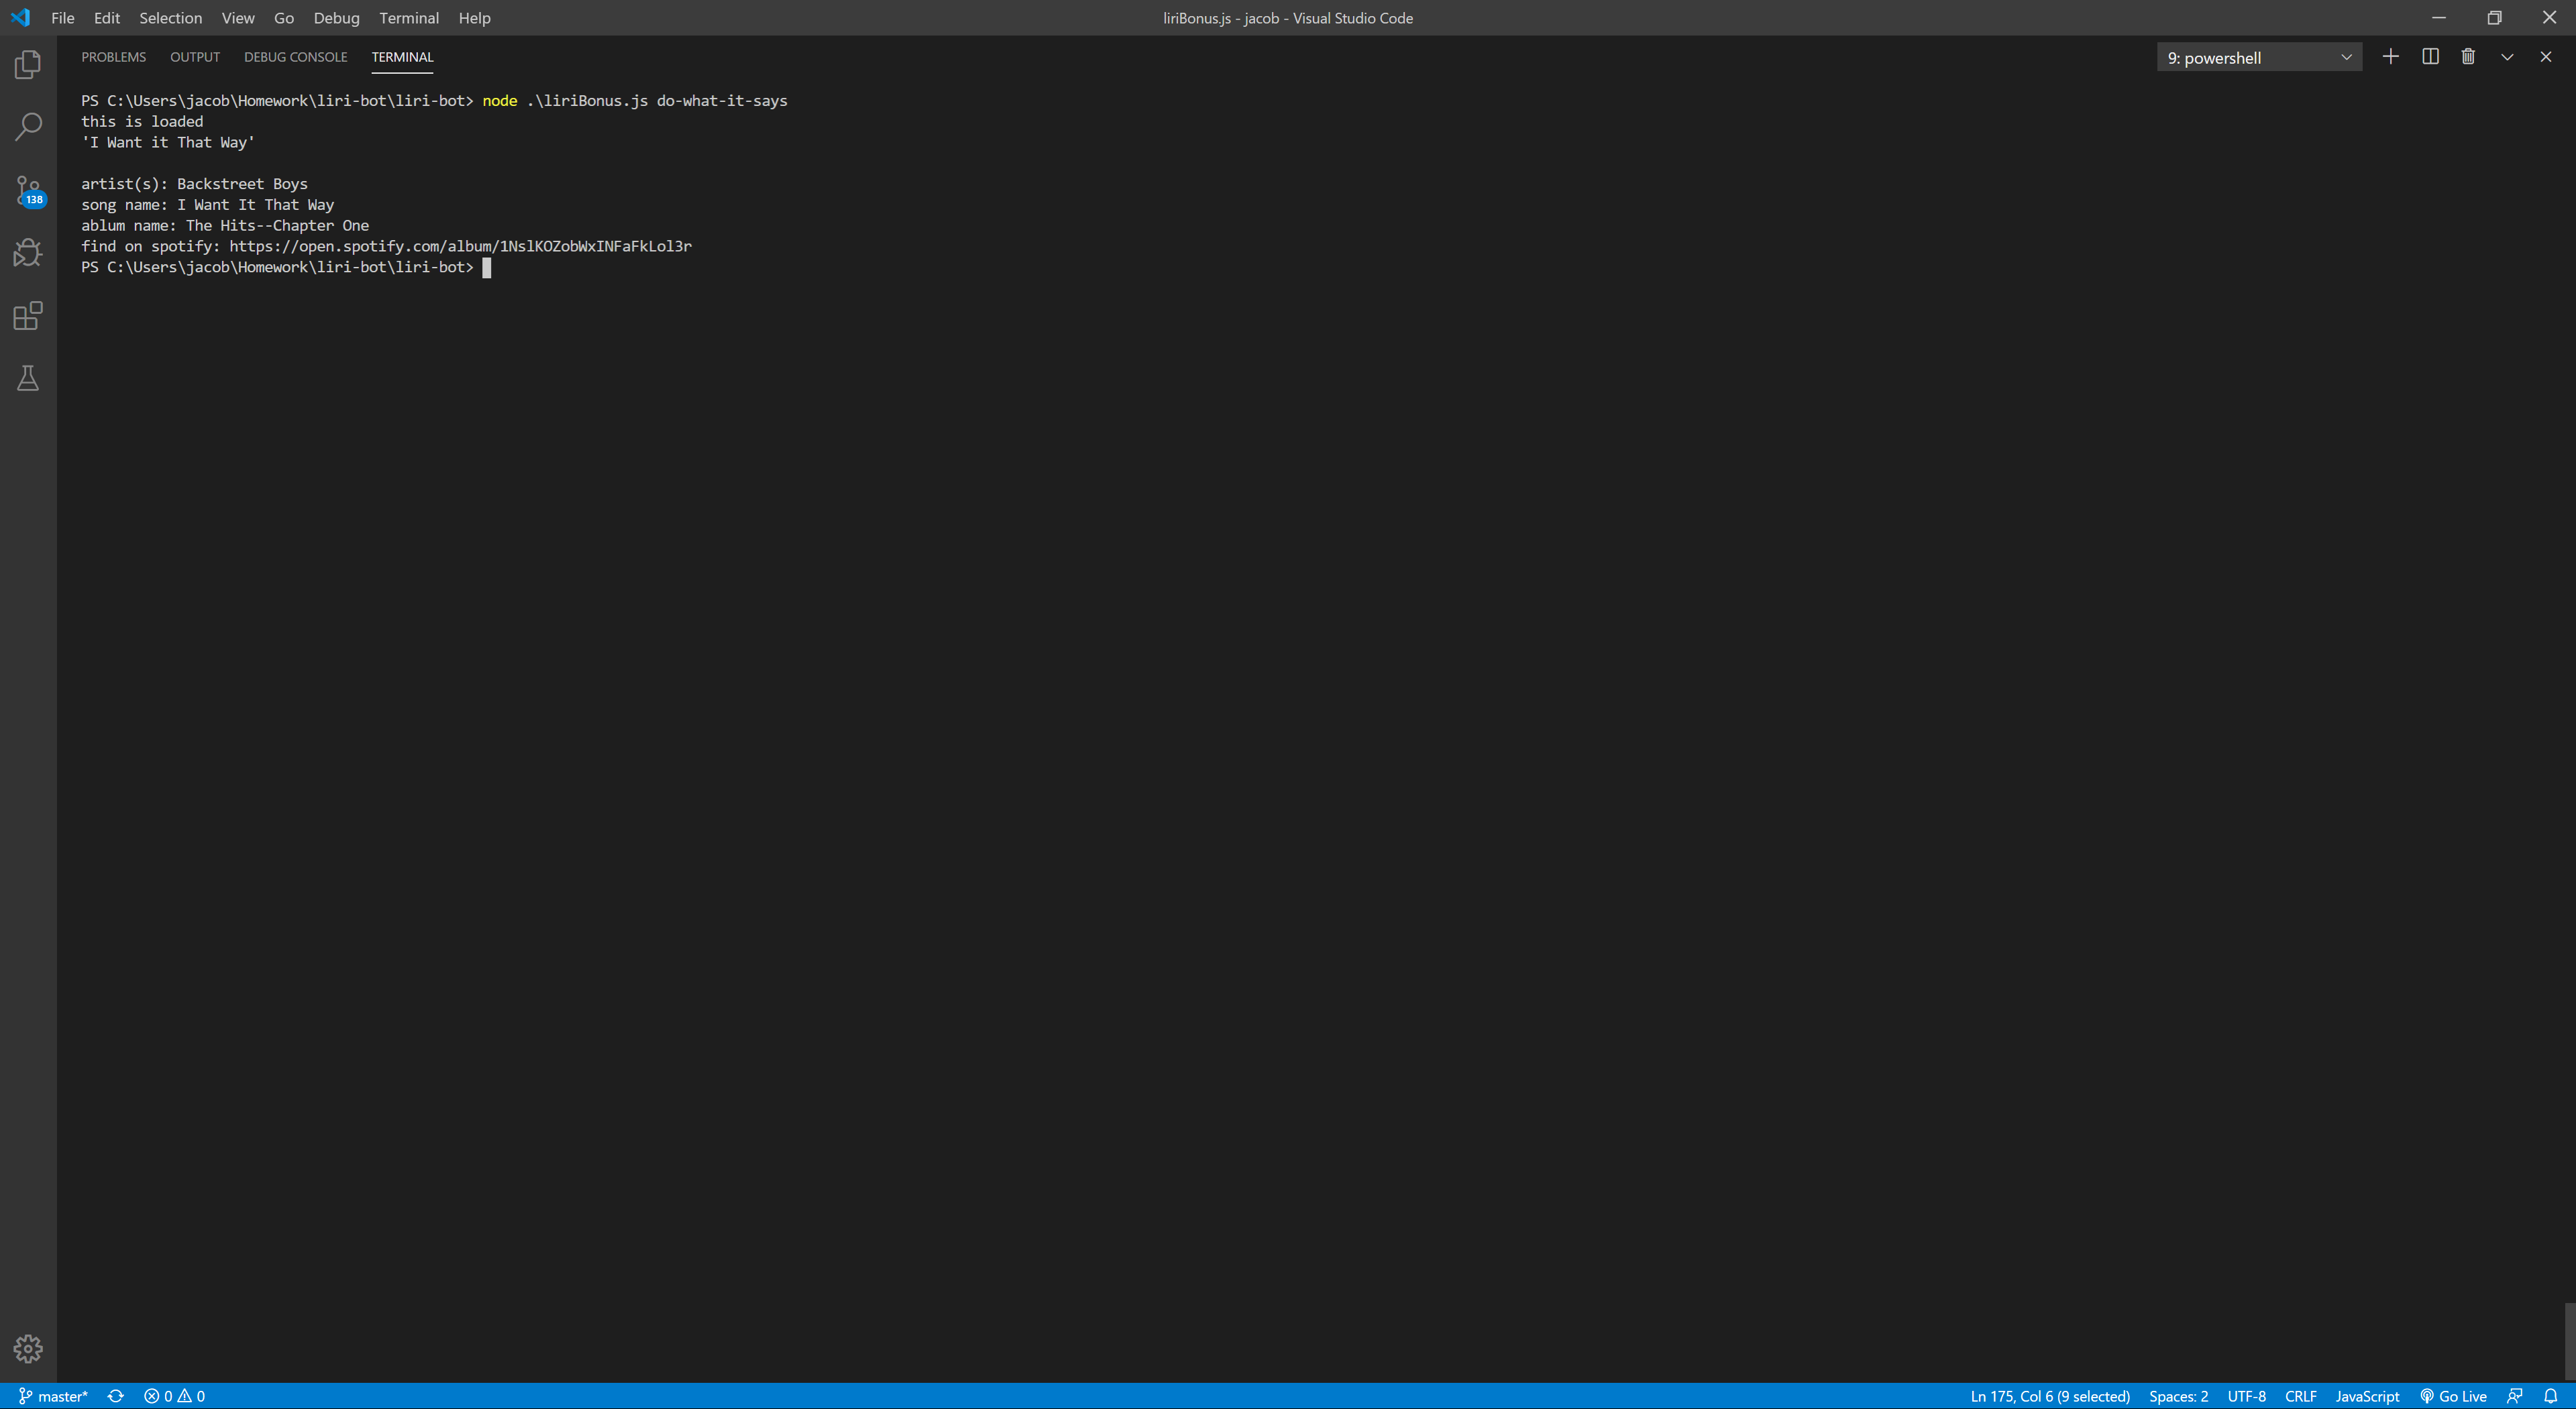 File Edit Selection View Go Debug Terminal Help
liriBonus.js - jacob - Visual Studio Code
PROBLEMS OUTPUT DEBUG CONSOLE TERMINAL
9: powershell
PS C:\Users\jacob\Homework\liri-bot\liri-bot> node .\liriBonus.js do-what-it-says
this is loaded
'I Want it That Way'
artist(s): Backstreet Boys
song name: I Want It That Way
ablum name: The Hits--Chapter One
find on spotify: https://open.spotify.com/album/1NslKOZobWxINFaFkLol3r
PS C:\Users\jacob\Homework\liri-bot\liri-bot>
138
master* 0 0 Ln 175, Col 6 (9 selected) Spaces: 2 UTF-8 CRLF JavaScript Go Live